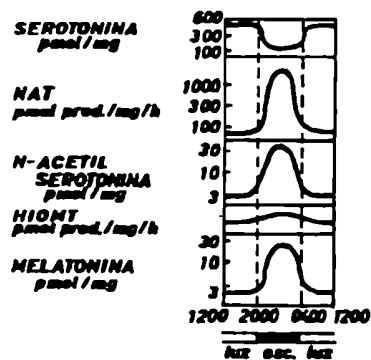 SEROTONINA
pmol/mg
600
300
100
NAT
pmol prod./mg/h
1000
300
100
N-ACETIL
SEROTONINA
pmol/mg
30
10
3
HIOMT
pmol prod./mg/h
MELATONINA
pmol/mg
30
10
3
1200 2000 0400 1200
luz osc. luz